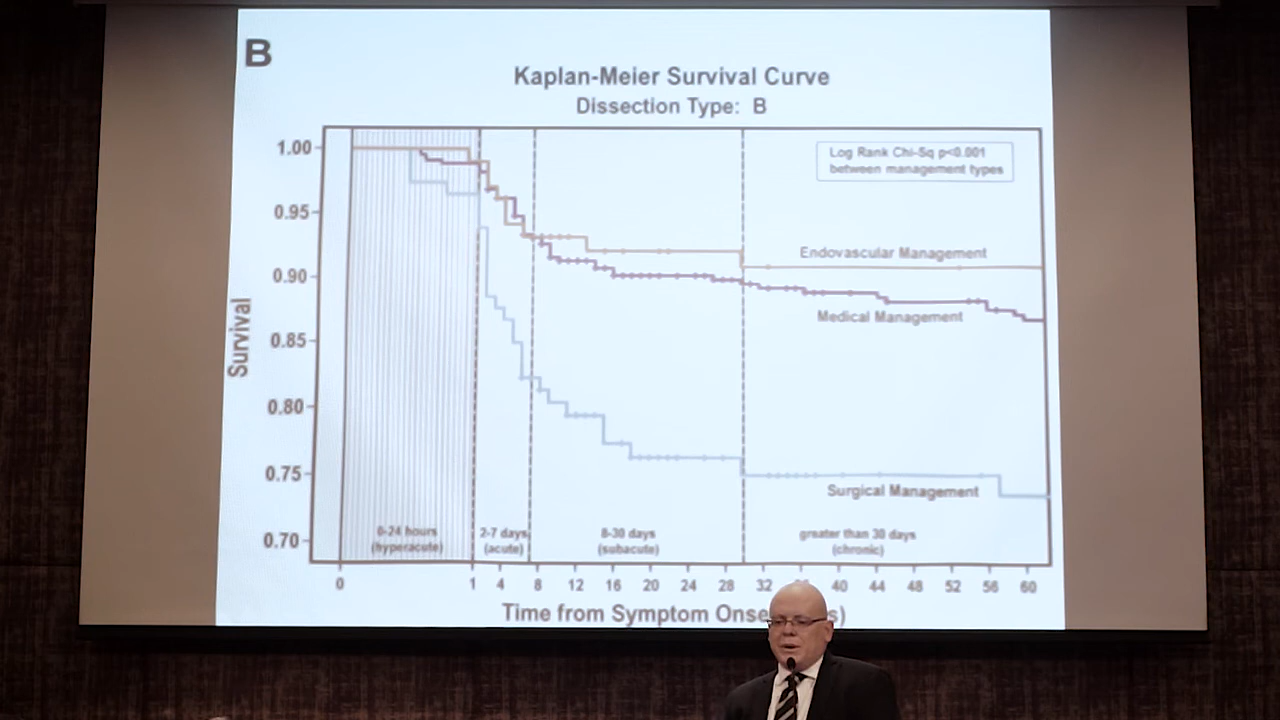 B
Kaplan-Meier Survival Curve
Dissection Type: B
Log Rank Chi-Sq p<0.001
between management types
1.00
0.95
0.90
0.85
0.80
0.75
0.70
Survival
Endovascular Management
Medical Management
Surgical Management
0-24 hours
(hyperacute)
2-7 days
(acute)
8-30 days
(subacute)
greater than 30 days
(chronic)
0 1 4 8 12 16 20 24 28 32 40 44 48 52 56 60
Time from Symptom